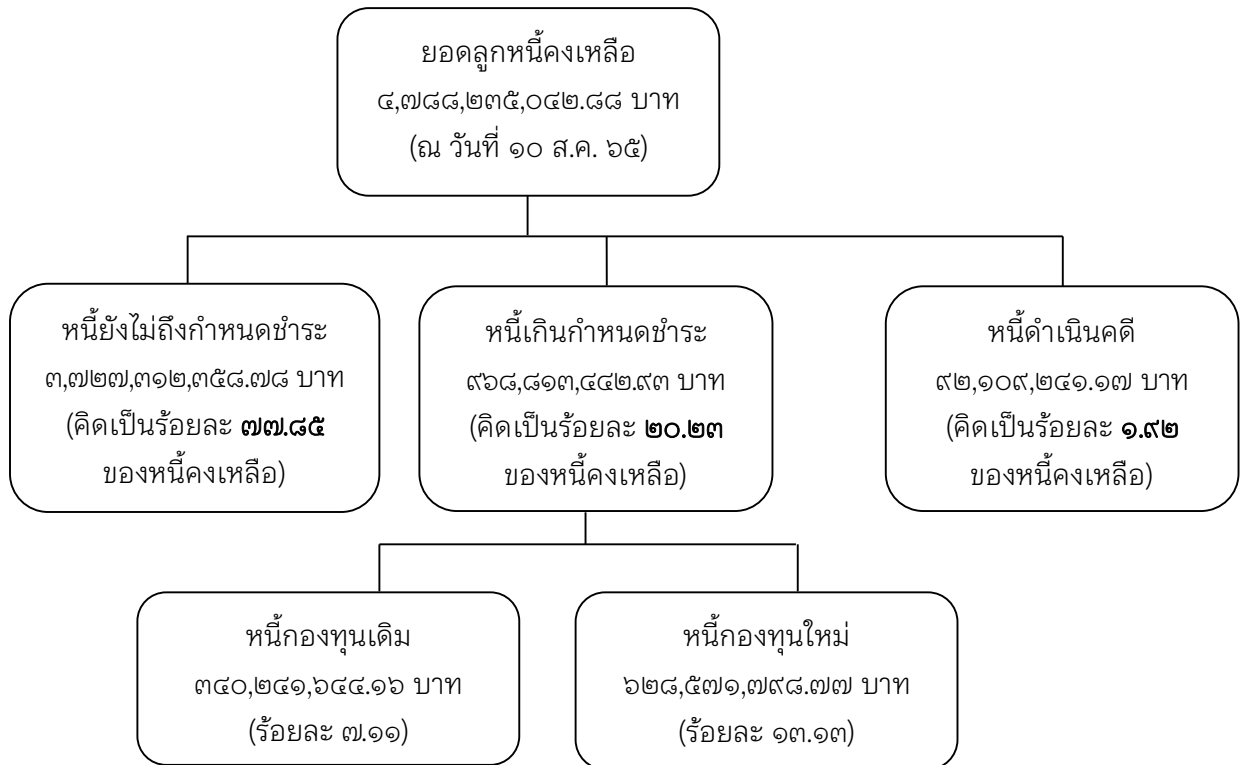 ยอดลูกหนี้คงเหลือ
๔,๗๘๘,๒๓๕,๐๔๒.๘๘ บาท
(ณ วันที่ ๑๐ ส.ค. ๖๕)
หนี้ยังไม่ถึงกำหนดชำระ
๓,๗๒๗,๓๑๒,๓๕๘.๗๘ บาท
(คิดเป็นร้อยละ ๗๗.๘๕
ของหนี้คงเหลือ)
หนี้เกินกำหนดชำระ
๙๖๘,๘๑๓,๔๔๒.๙๓ บาท
(คิดเป็นร้อยละ ๒๐.๒๓
ของหนี้คงเหลือ)
หนี้ดำเนินคดี
๙๒,๑๐๙,๒๔๑.๑๗ บาท
(คิดเป็นร้อยละ ๑.๙๒
ของหนี้คงเหลือ)
หนี้กองทุนเดิม
๓๔๐,๒๔๑,๖๔๔.๑๖ บาท
(ร้อยละ ๗.๑๑)
หนี้กองทุนใหม่
๖๒๘,๕๗๑,๗๙๘.๗๗ บาท
(ร้อยละ ๑๓.๑๓)